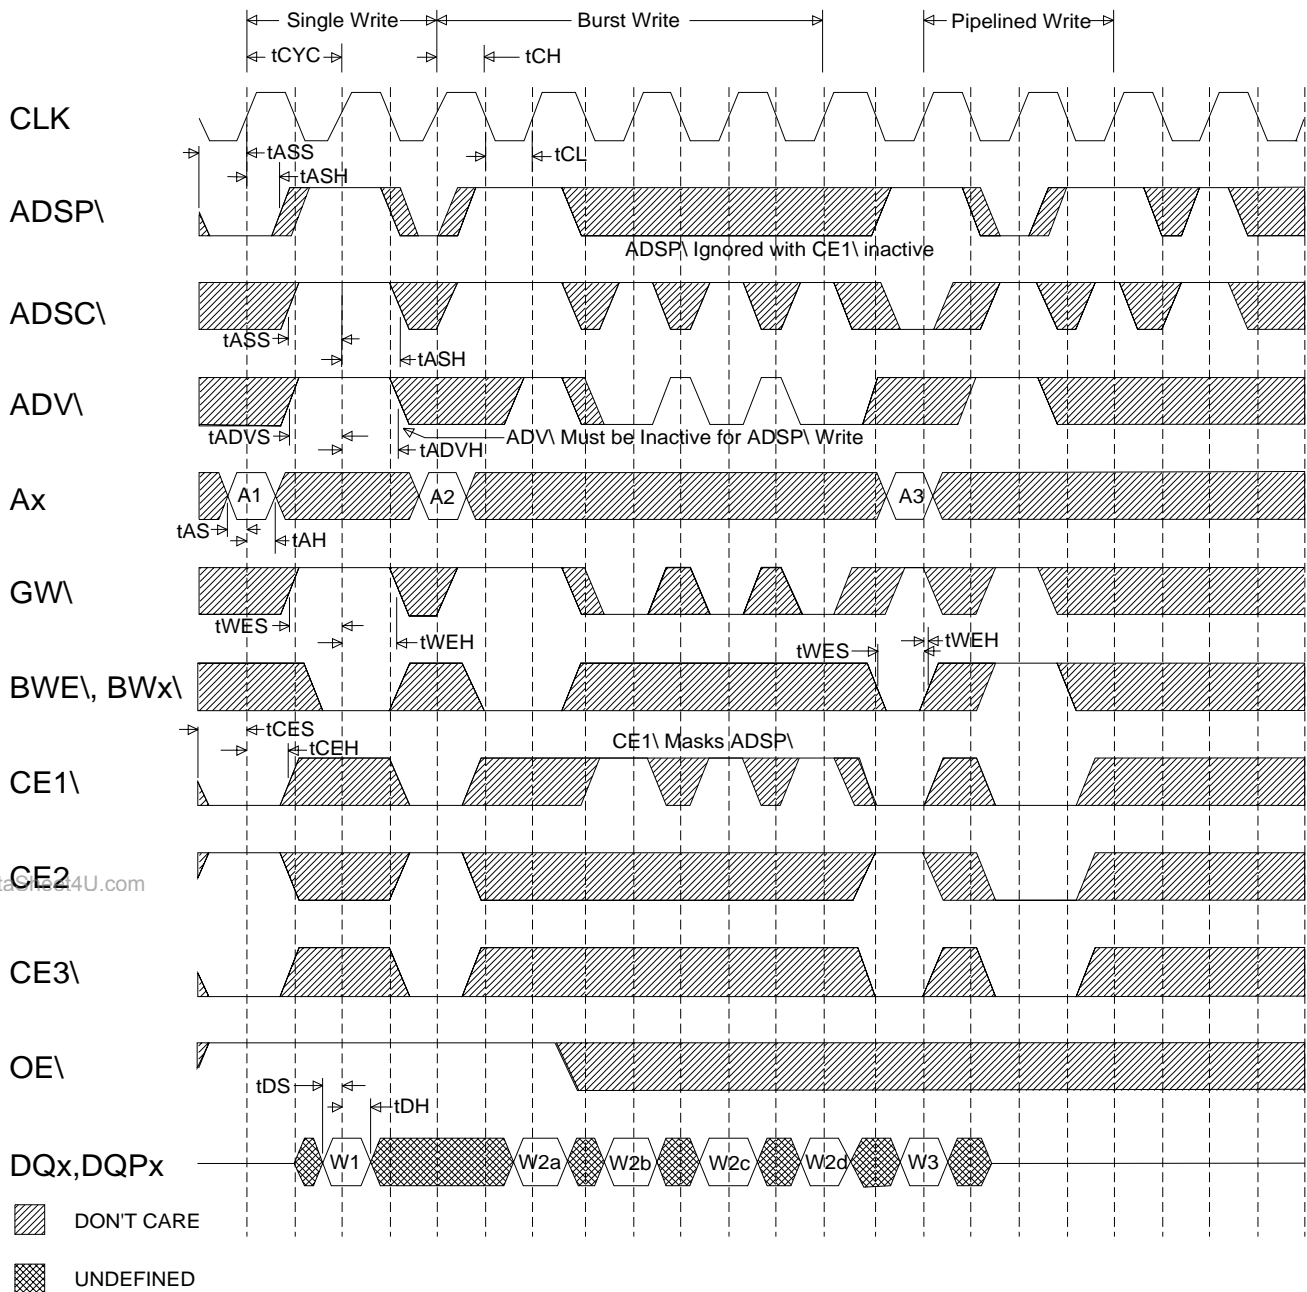 Single Write
Burst Write
Pipelined Write
tCYC
tCH
CLK
tASS
tCL
tASH
ADSP\
ADSP\ Ignored with CE1\ inactive
ADSC\
tASS
tASH
ADV\
tADVS
ADV\ Must be Inactive for ADSP\ Write
tADVH
Ax
A1
A2
A3
tAS
tAH
GW\
tWES
tWEH
tWES
tWEH
BWE\, BWx\
tCES
tCEH
CE1\ Masks ADSP\
CE1\
CE2
taSheet4U.com
CE3\
OE\
tDS
tDH
DQx,DQPx
W1
W2a
W2b
W2c
W2d
W3
DON'T CARE
UNDEFINED